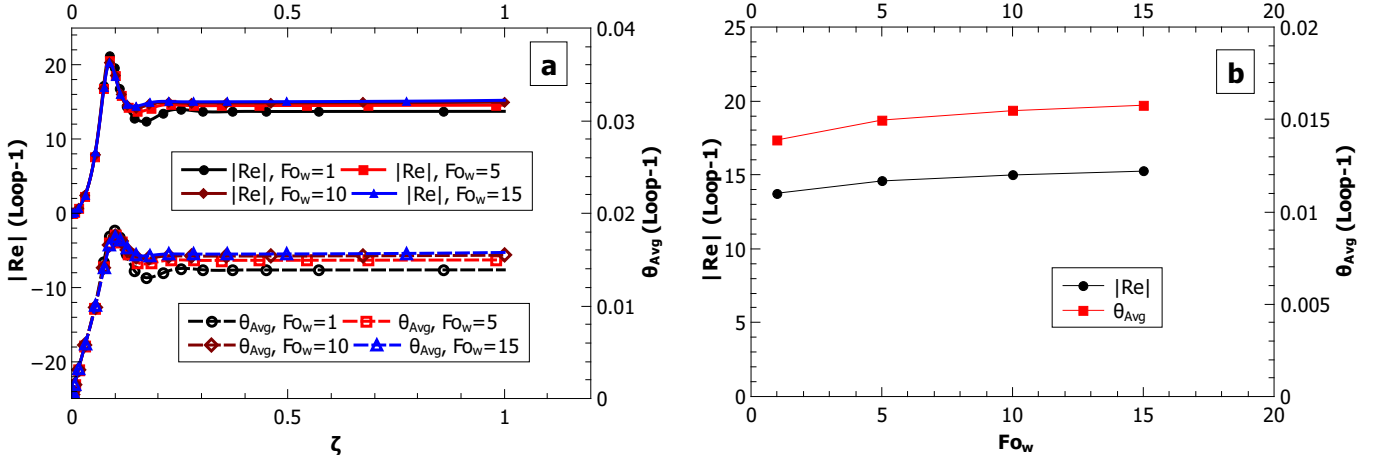 0 0.5 1
|Re| (Loop-1)
20
10
0
−10
−20
0.04
0.03
0.02
0.01
0
θAvg (Loop-1)
a
|Re|, Fow=1 |Re|, Fow=5
|Re|, Fow=10 |Re|, Fow=15
θAvg, Fow=1 θAvg, Fow=5
θAvg, Fow=10 θAvg, Fow=15
0 0.5 1
ζ
0 5 10 15 20
|Re| (Loop-1)
25
20
15
10
5
0
0.02
0.015
0.01
0.005
0
θAvg (Loop-1)
b
|Re|
θAvg
0 5 10 15 20
Fow